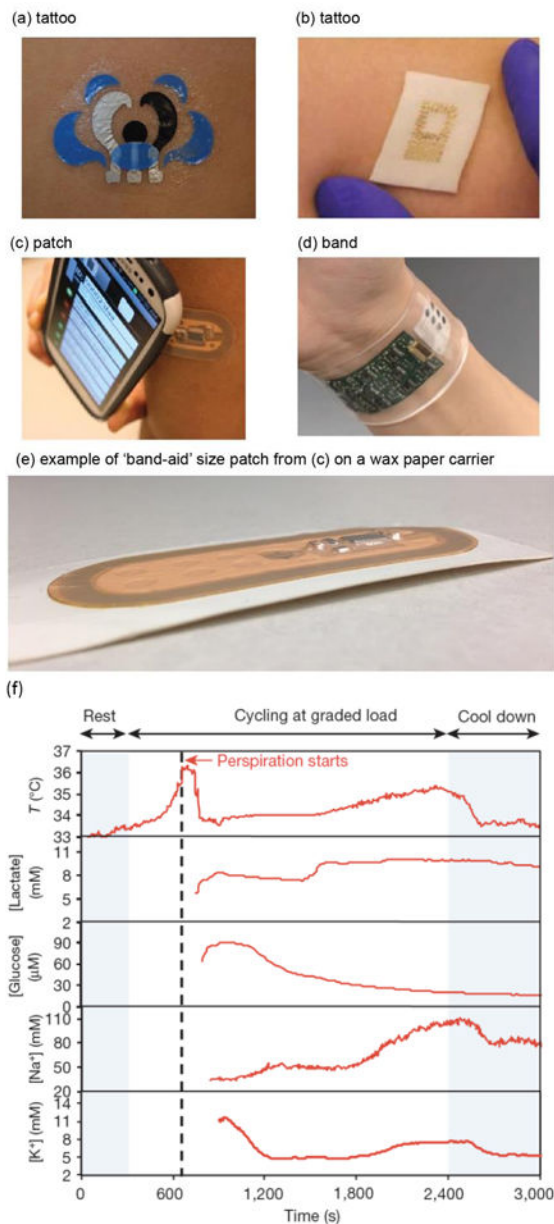 (a) tattoo
(b) tattoo
(c) patch
(d) band
(e) example of ‘band-aid’ size patch from (c) on a wax paper carrier
(f)
Rest
Cycling at graded load
Cool down
Perspiration starts
T (°C)
37
36
35
34
33
[Lactate]
(mM)
11
8
5
2
[Glucose]
(µM)
90
60
30
0
[Na⁺] (mM)
110
80
50
20
[K⁺] (mM)
14
11
8
5
2
0
600
1,200
1,800
2,400
3,000
Time (s)